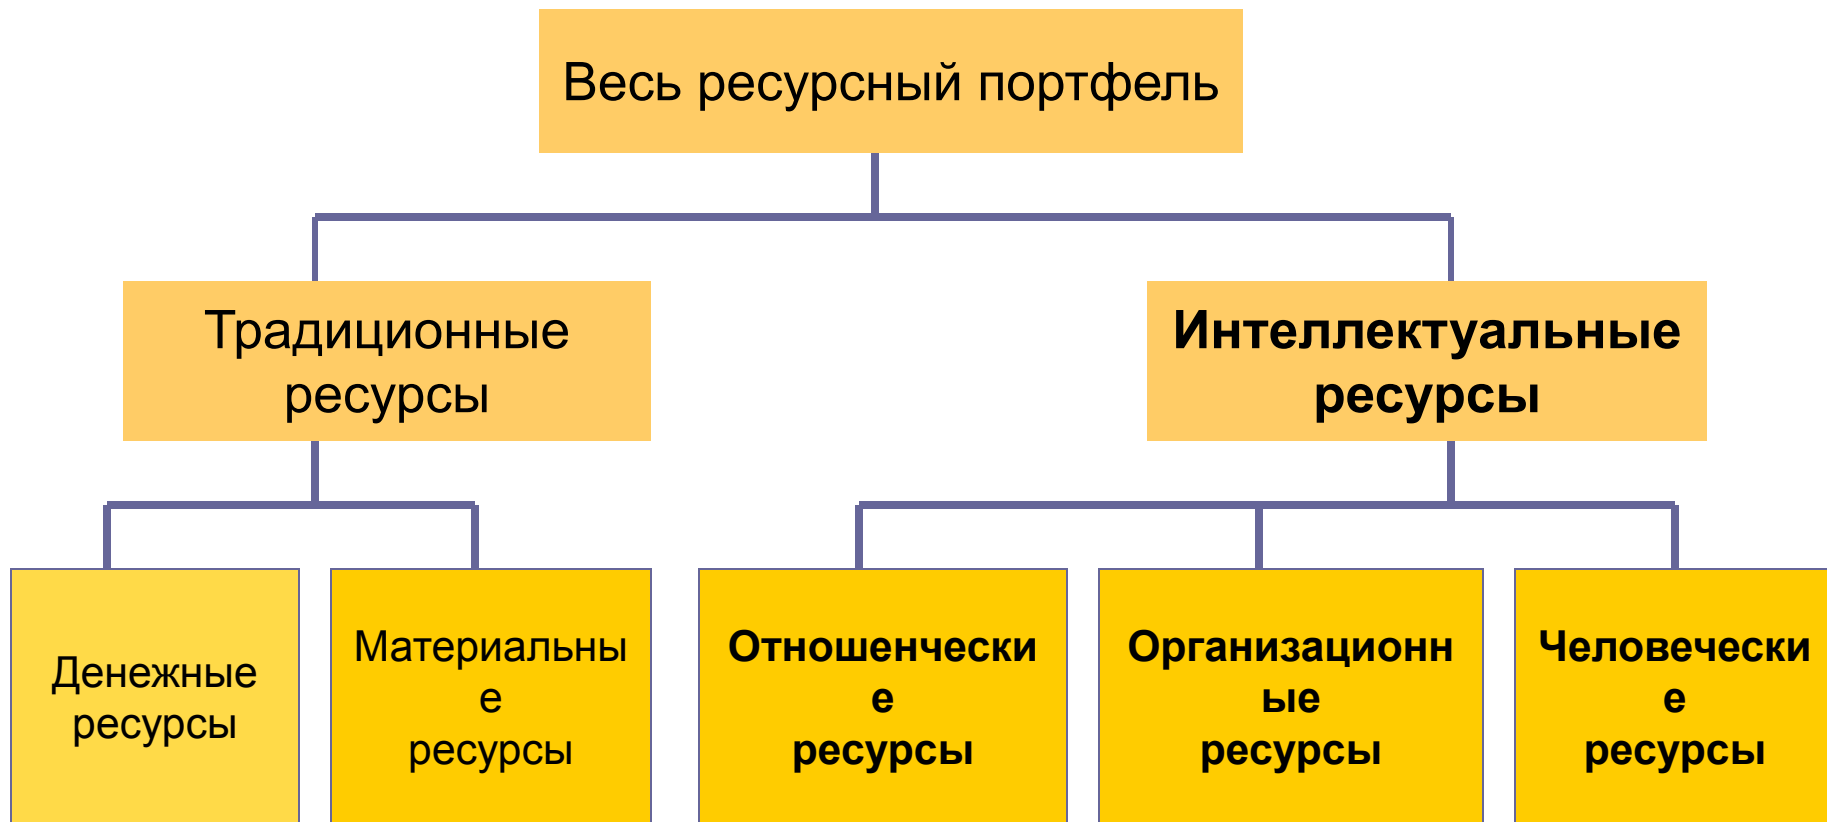 Весь ресурсный портфель
Традиционные
ресурсы
Интеллектуальные
ресурсы
Денежные
ресурсы
Материальны
е
ресурсы
Отношенчески
е
ресурсы
Организационн
ые
ресурсы
Человечески
е
ресурсы